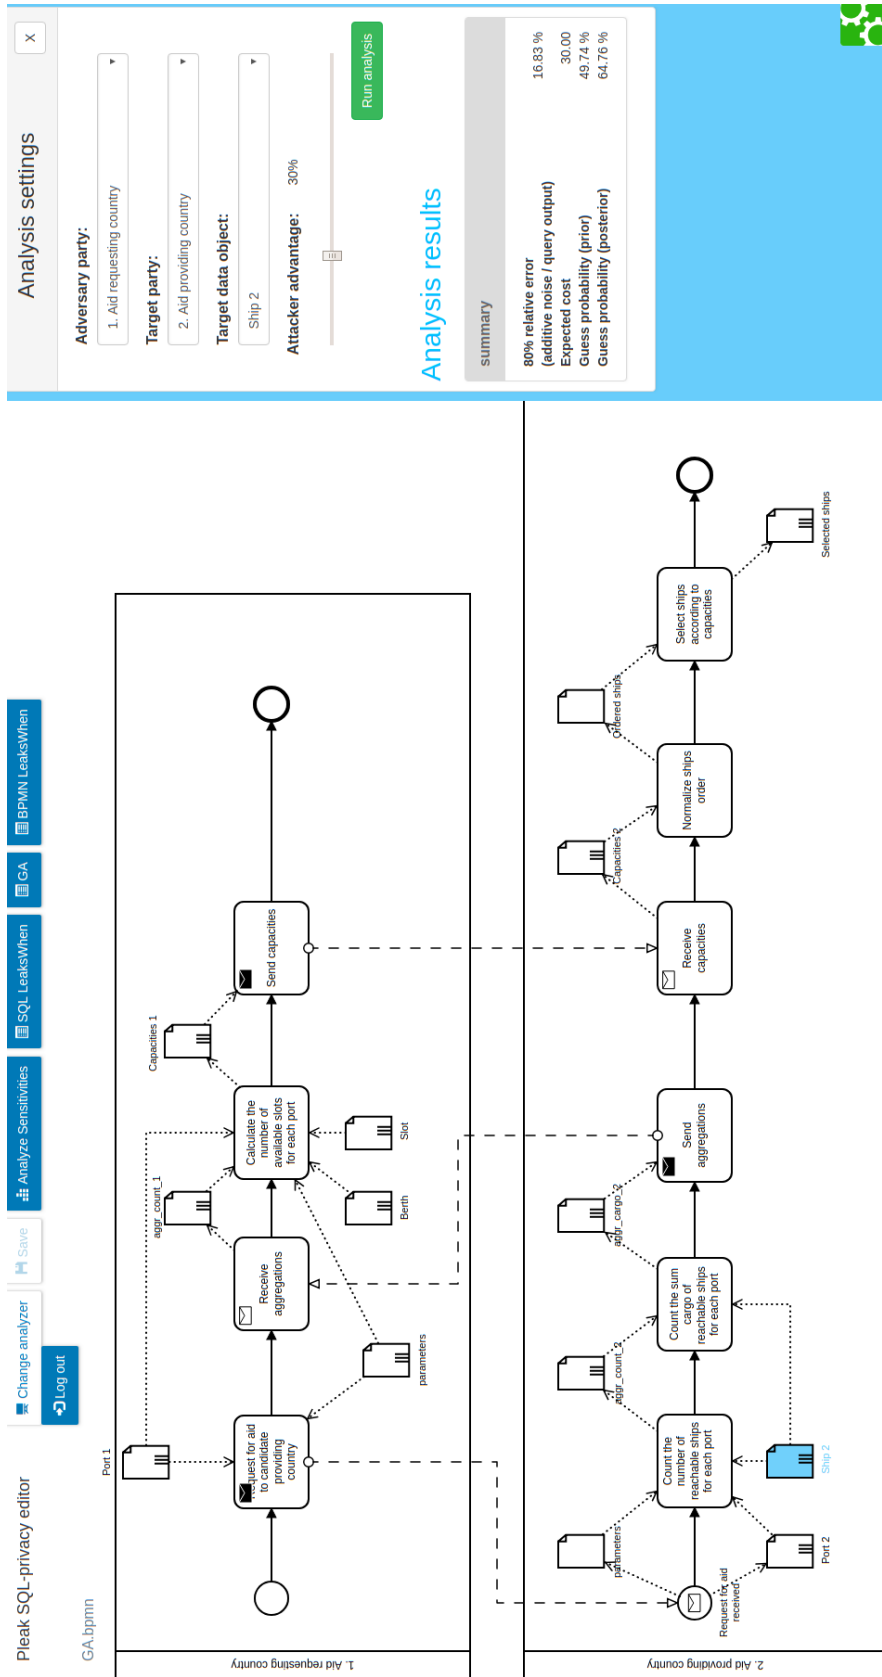 Pleak SQL-privacy editor
Change analyzer
Save
Analyze Sensitivities
SQL LeaksWhen
GA
BPMN LeaksWhen
Log out
GA.bpmn
1. Aid requesting country
Port 1
Request for aid
to candidate
providing
country
parameters
Receive
aggregations
aggr_count_1
Calculate the
number of
available slots
for each port
Berth
Slot
Capacities 1
Send capacities
2. Aid providing country
Request for aid
received
parameters
Port 2
Count the
number of
reachable ships
for each port
Ship 2
aggr_count_2
Count the sum
cargo of
reachable ships
for each port
aggr_cargo_2
Send
aggregations
Receive
capacities
Capacities 2
Normalize ships
order
Ordered ships
Select ships
according to
capacities
Selected ships
Analysis settings
x
Adversary party:
1. Aid requesting country
Target party:
2. Aid providing country
Target data object:
Ship 2
Attacker advantage: 30%
Run analysis
Analysis results
summary
80% relative error 16.83 %
(additive noise / query output)
Expected cost 30.00
Guess probability (prior) 49.74 %
Guess probability (posterior) 64.76 %